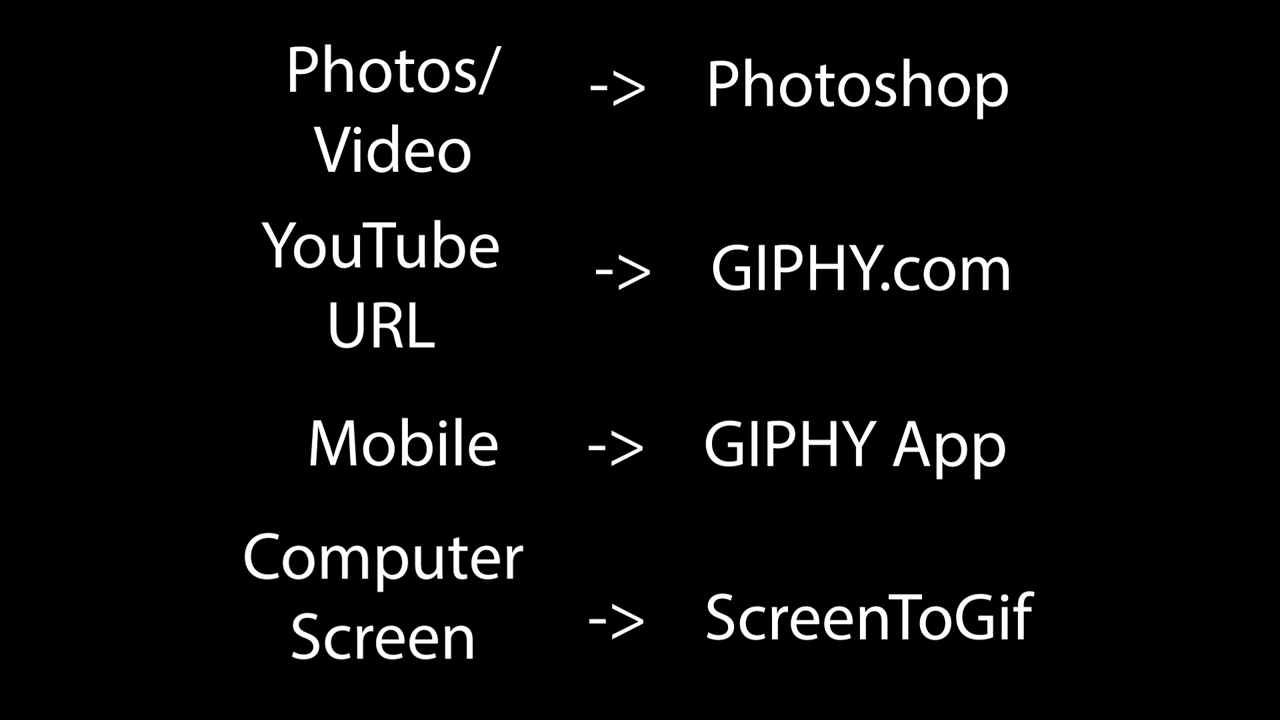 Photos/ -> Photoshop
Video
YouTube -> GIPHY.com
URL
Mobile -> GIPHY App
Computer
Screen -> ScreenToGif